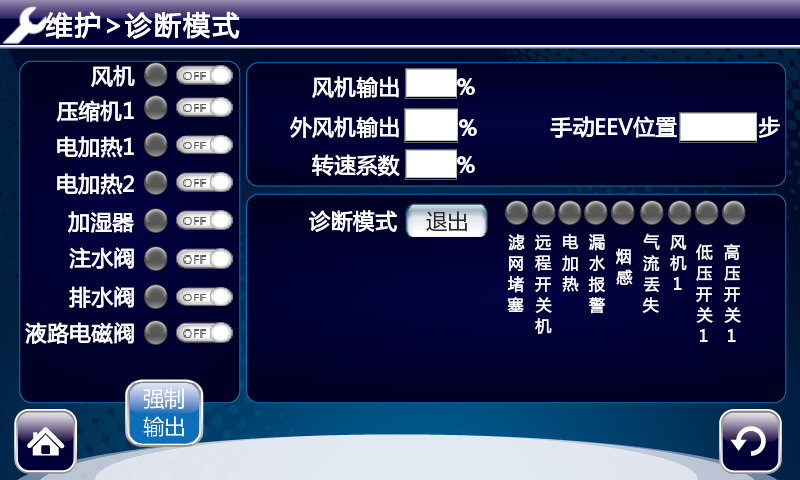 维护>诊断模式
风机 OFF
压缩机1 OFF
电加热1 OFF
电加热2 OFF
加湿器 OFF
注水阀 OFF
排水阀 OFF
液路电磁阀 OFF
强制
输出
风机输出 %
外风机输出 %
转速系数 %
手动EEV位置 步
诊断模式 退出
滤网堵塞
远程开关机
电加热
漏水报警
烟感
气流丢失
风机1
低压开关1
高压开关1